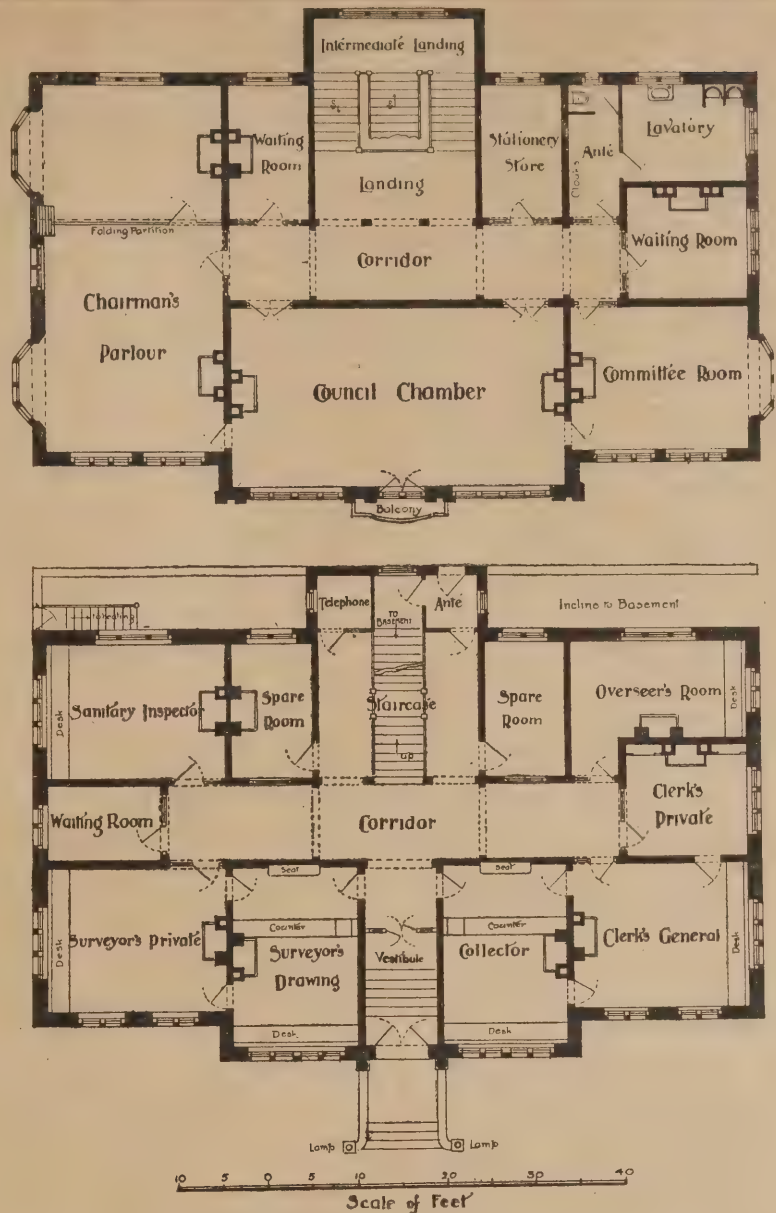 Intermediate Landing
Waiting
Room
Landing
Stationery
Store
Cloaks
Ante
Lavatory
Folding Partition
Corridor
Waiting Room
Chairman's
Parlour
Council Chamber
Committee Room
Balcony
Telephone
TO
BASEMENT
Ante
Incline to Basement
to Heating
Desk
Sanitary Inspector
Spare
Room
Staircase
up
Spare
Room
Overseer's Room
Desk
Waiting Room
Corridor
Clerk's
Private
Seat
Seat
Desk
Surveyor's Private
Counter
Surveyor's
Drawing
Desk
Vestibule
Counter
Collector
Desk
Clerk's General
Desk
Lamp
Lamp
10 5 0 5 10 20 30 40
Scale of Feet